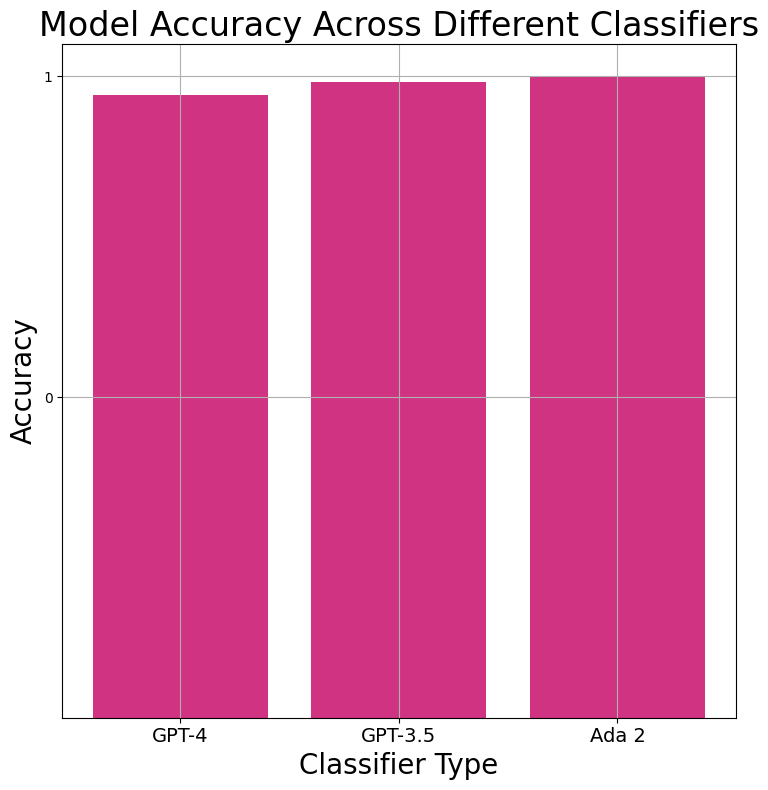 Model Accuracy Across Different Classifiers
1
0
Accuracy
GPT-4
GPT-3.5
Ada 2
Classifier Type